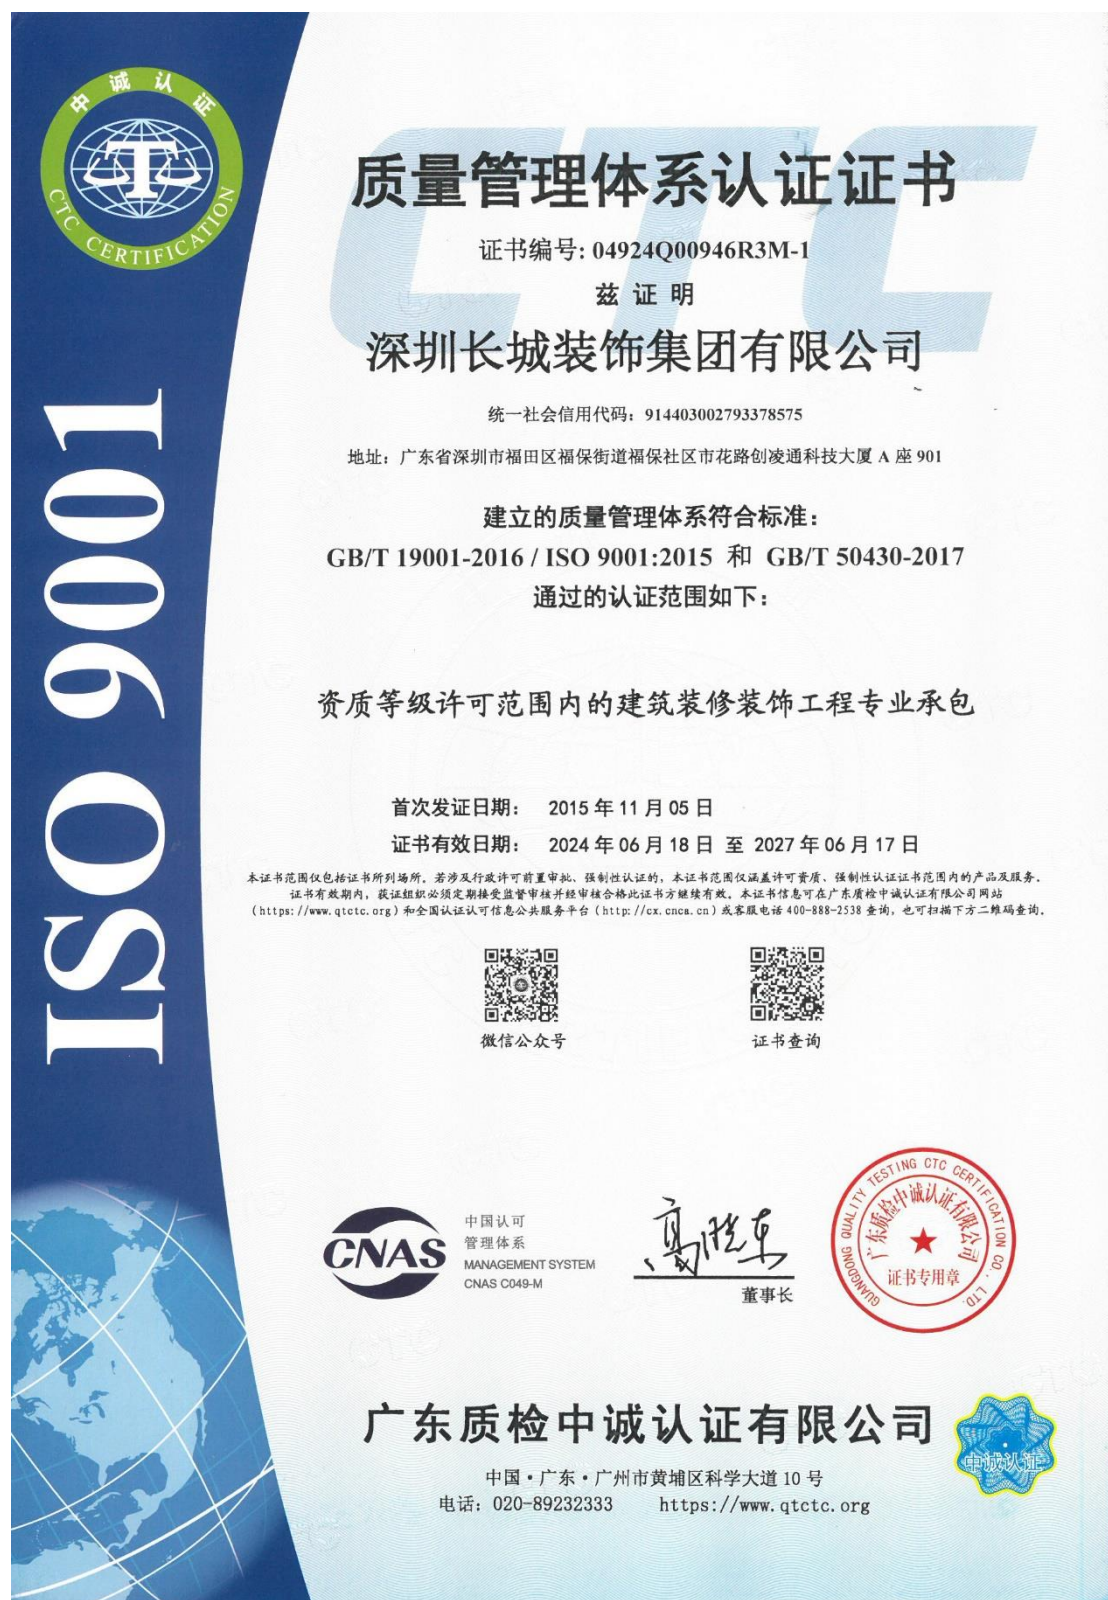 中诚认证
CTC CERTIFICATION
ISO 9001
CTC
质量管理体系认证证书
证书编号: 04924Q00946R3M-1
兹 证 明
深圳长城装饰集团有限公司
统一社会信用代码：914403002793378575
地址：广东省深圳市福田区福保街道福保社区市花路创凌通科技大厦 A 座 901
建立的质量管理体系符合标准：
GB/T 19001-2016 / ISO 9001:2015 和 GB/T 50430-2017
通过的认证范围如下：
资质等级许可范围内的建筑装修装饰工程专业承包
首次发证日期： 2015 年 11 月 05 日
证书有效日期： 2024 年 06 月 18 日 至 2027 年 06 月 17 日
本证书范围仅包括证书所列场所。若涉及行政许可前置审批、强制性认证的，本证书范围仅涵盖许可资质、强制性认证证书范围内的产品及服务。
证书有效期内，获证组织必须定期接受监督审核并经审核合格此证书方继续有效。本证书信息可在广东质检中诚认证有限公司网站
（https://www.qtctc.org）和全国认证认可信息公共服务平台（http://cx.cnca.cn）或客服电话 400-888-2538 查询，也可扫描下方二维码查询。
微信公众号
证书查询
CNAS
中国认可
管理体系
MANAGEMENT SYSTEM
CNAS C049-M
高晓东
董事长
GUANGDONG QUALITY TESTING CTC CERTIFICATION CO., LTD.
广东质检中诚认证有限公司
证书专用章
广东质检中诚认证有限公司
中诚认证
中国·广东·广州市黄埔区科学大道 10 号
电话：020-89232333 https://www.qtctc.org